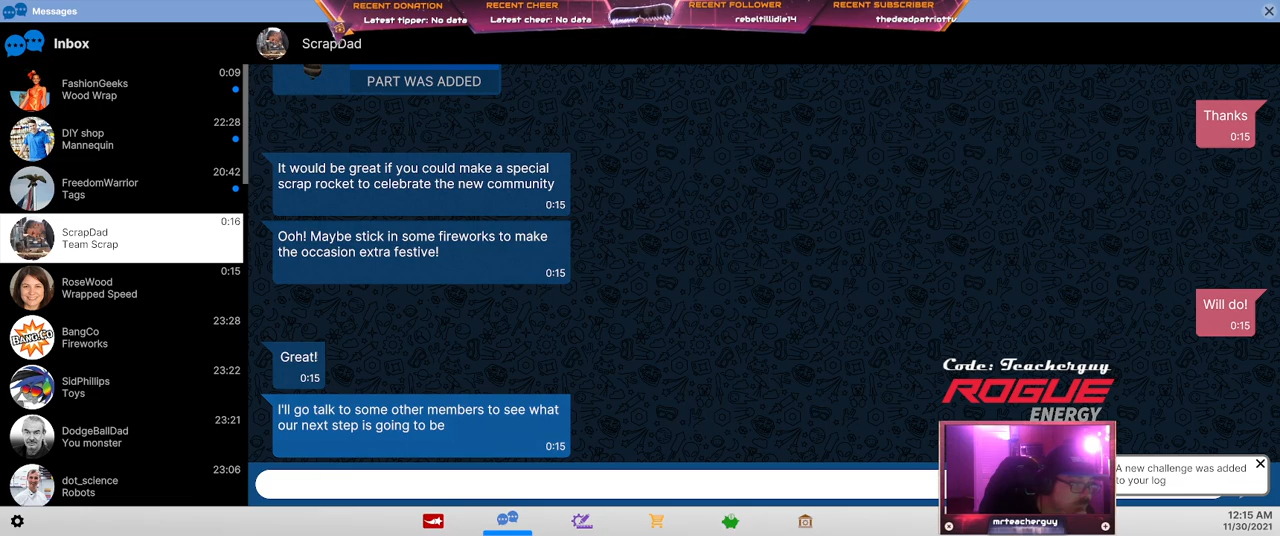 Messages
RECENT DONATION
Latest tipper: No data
RECENT CHEER
Latest cheer: No data
RECENT FOLLOWER
rebeltillidie14
RECENT SUBSCRIBER
thedeadpatriottv
Inbox
ScrapDad
FashionGeeks
Wood Wrap
0:09
DIY shop
Mannequin
22:28
FreedomWarrior
Tags
20:42
ScrapDad
Team Scrap
0:16
RoseWood
Wrapped Speed
0:15
BangCo
Fireworks
23:28
BANG.CO
SidPhillips
Toys
23:22
DodgeBallDad
You monster
23:21
dot_science
Robots
23:06
PART WAS ADDED
Thanks
0:15
It would be great if you could make a special
scrap rocket to celebrate the new community
0:15
Ooh! Maybe stick in some fireworks to make
the occasion extra festive!
0:15
Will do!
0:15
Great!
0:15
I'll go talk to some other members to see what
our next step is going to be
0:15
Code: Teacherguy
ROGUE
ENERGY
mrteacherguy
A new challenge was added
to your log
12:15 AM
11/30/2021